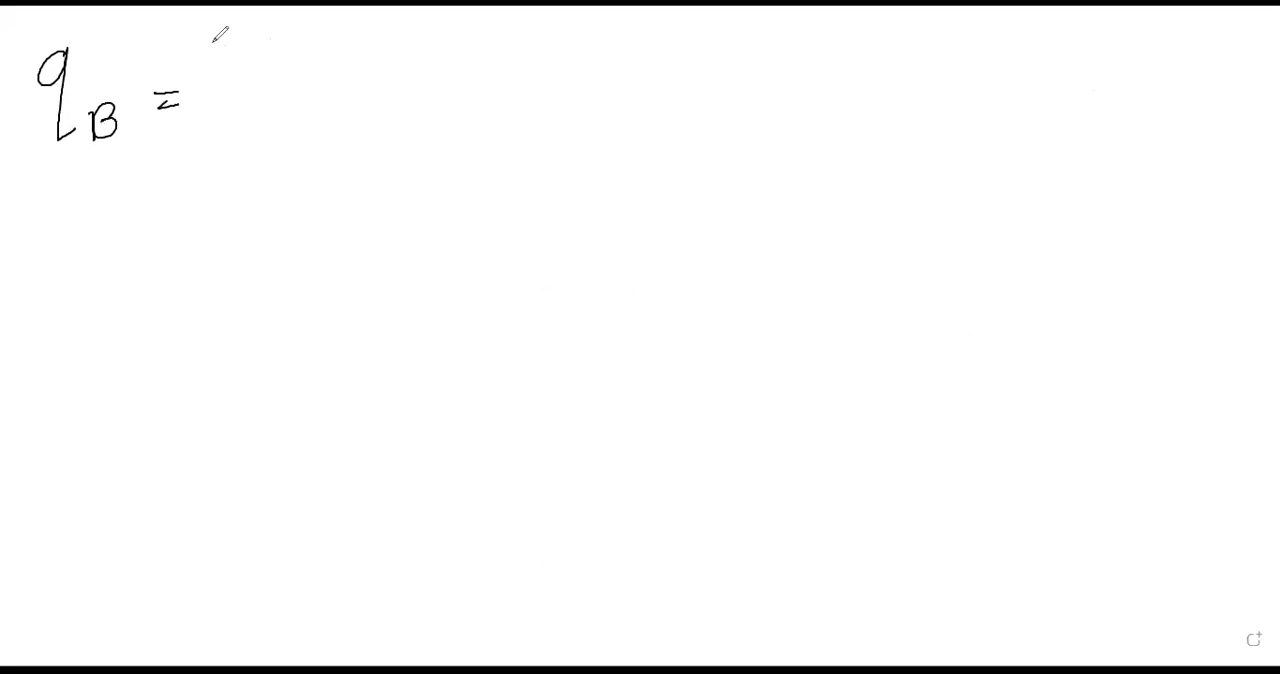 q_B =